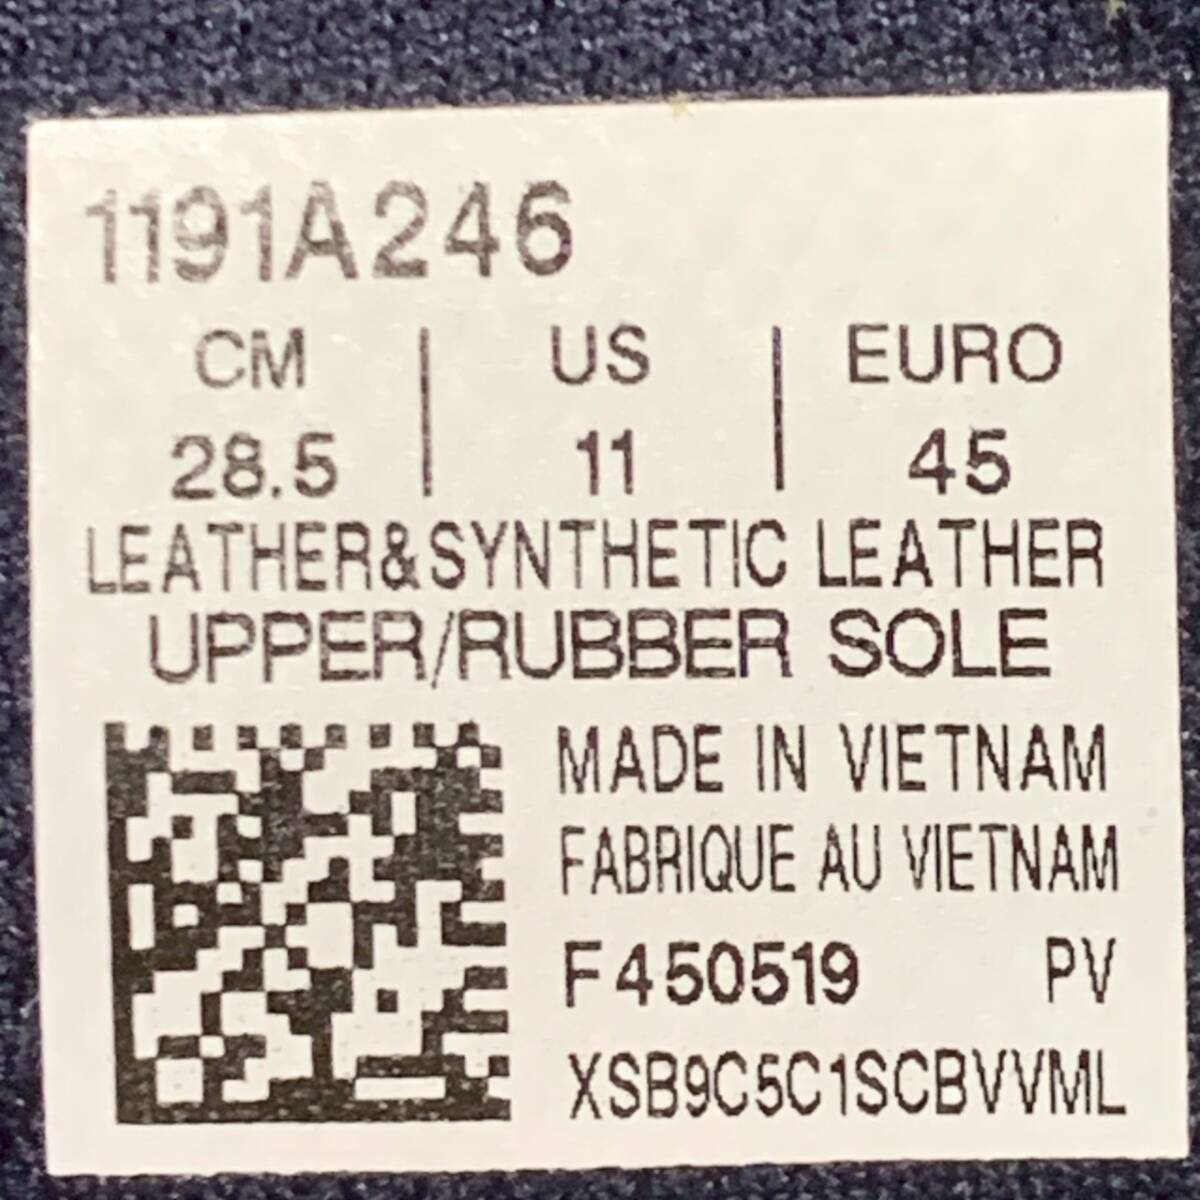 1191A246
CM | US | EURO
28.5 | 11 | 45
LEATHER&SYNTHETIC LEATHER
UPPER/RUBBER SOLE
MADE IN VIETNAM
FABRIQUE AU VIETNAM
F450519 PV
XSB9C5C1SCBVVML